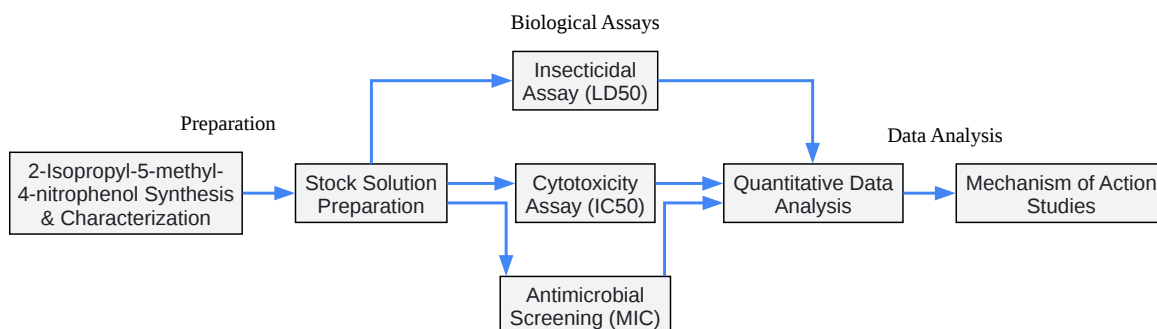 Biological Assays
Insecticidal
Assay (LD50)
Preparation
Data Analysis
2-Isopropyl-5-methyl-
4-nitrophenol Synthesis
& Characterization
Stock Solution
Preparation
Cytotoxicity
Assay (IC50)
Quantitative Data
Analysis
Mechanism of Action
Studies
Antimicrobial
Screening (MIC)